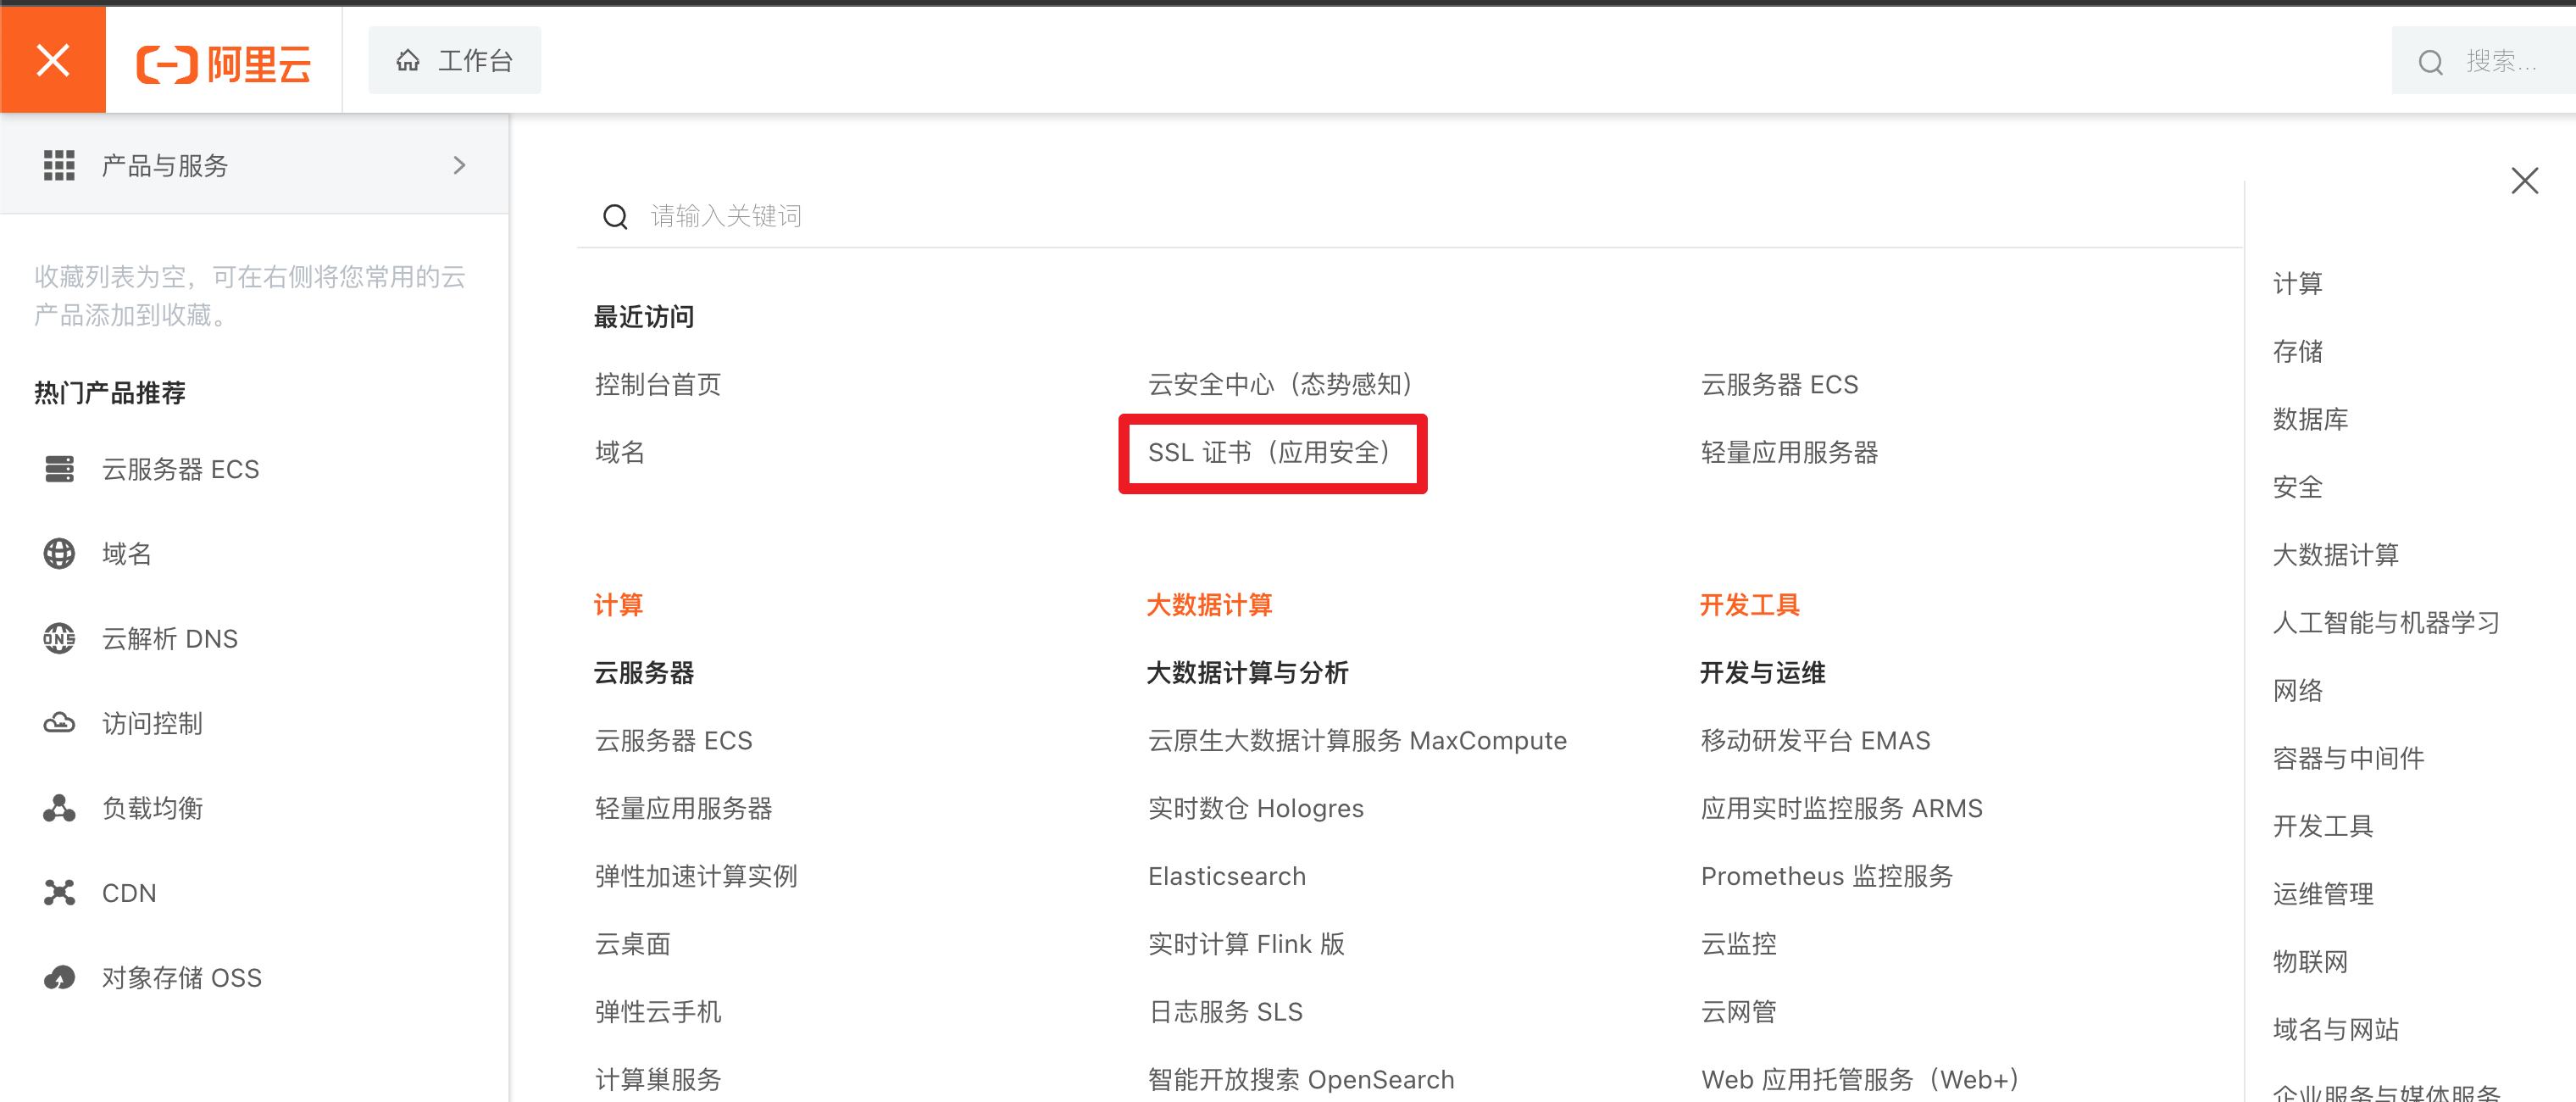 阿里云
工作台
搜索...
产品与服务
收藏列表为空，可在右侧将您常用的云
产品添加到收藏。
热门产品推荐
云服务器 ECS
域名
DNS
云解析 DNS
访问控制
负载均衡
CDN
对象存储 OSS
请输入关键词
最近访问
控制台首页
云安全中心（态势感知）
云服务器 ECS
域名
SSL 证书（应用安全）
轻量应用服务器
计算
云服务器
云服务器 ECS
轻量应用服务器
弹性加速计算实例
云桌面
弹性云手机
计算巢服务
大数据计算
大数据计算与分析
云原生大数据计算服务 MaxCompute
实时数仓 Hologres
Elasticsearch
实时计算 Flink 版
日志服务 SLS
智能开放搜索 OpenSearch
开发工具
开发与运维
移动研发平台 EMAS
应用实时监控服务 ARMS
Prometheus 监控服务
云监控
云网管
Web 应用托管服务（Web+）
计算
存储
数据库
安全
大数据计算
人工智能与机器学习
网络
容器与中间件
开发工具
运维管理
物联网
域名与网站
企业服务与媒体服务